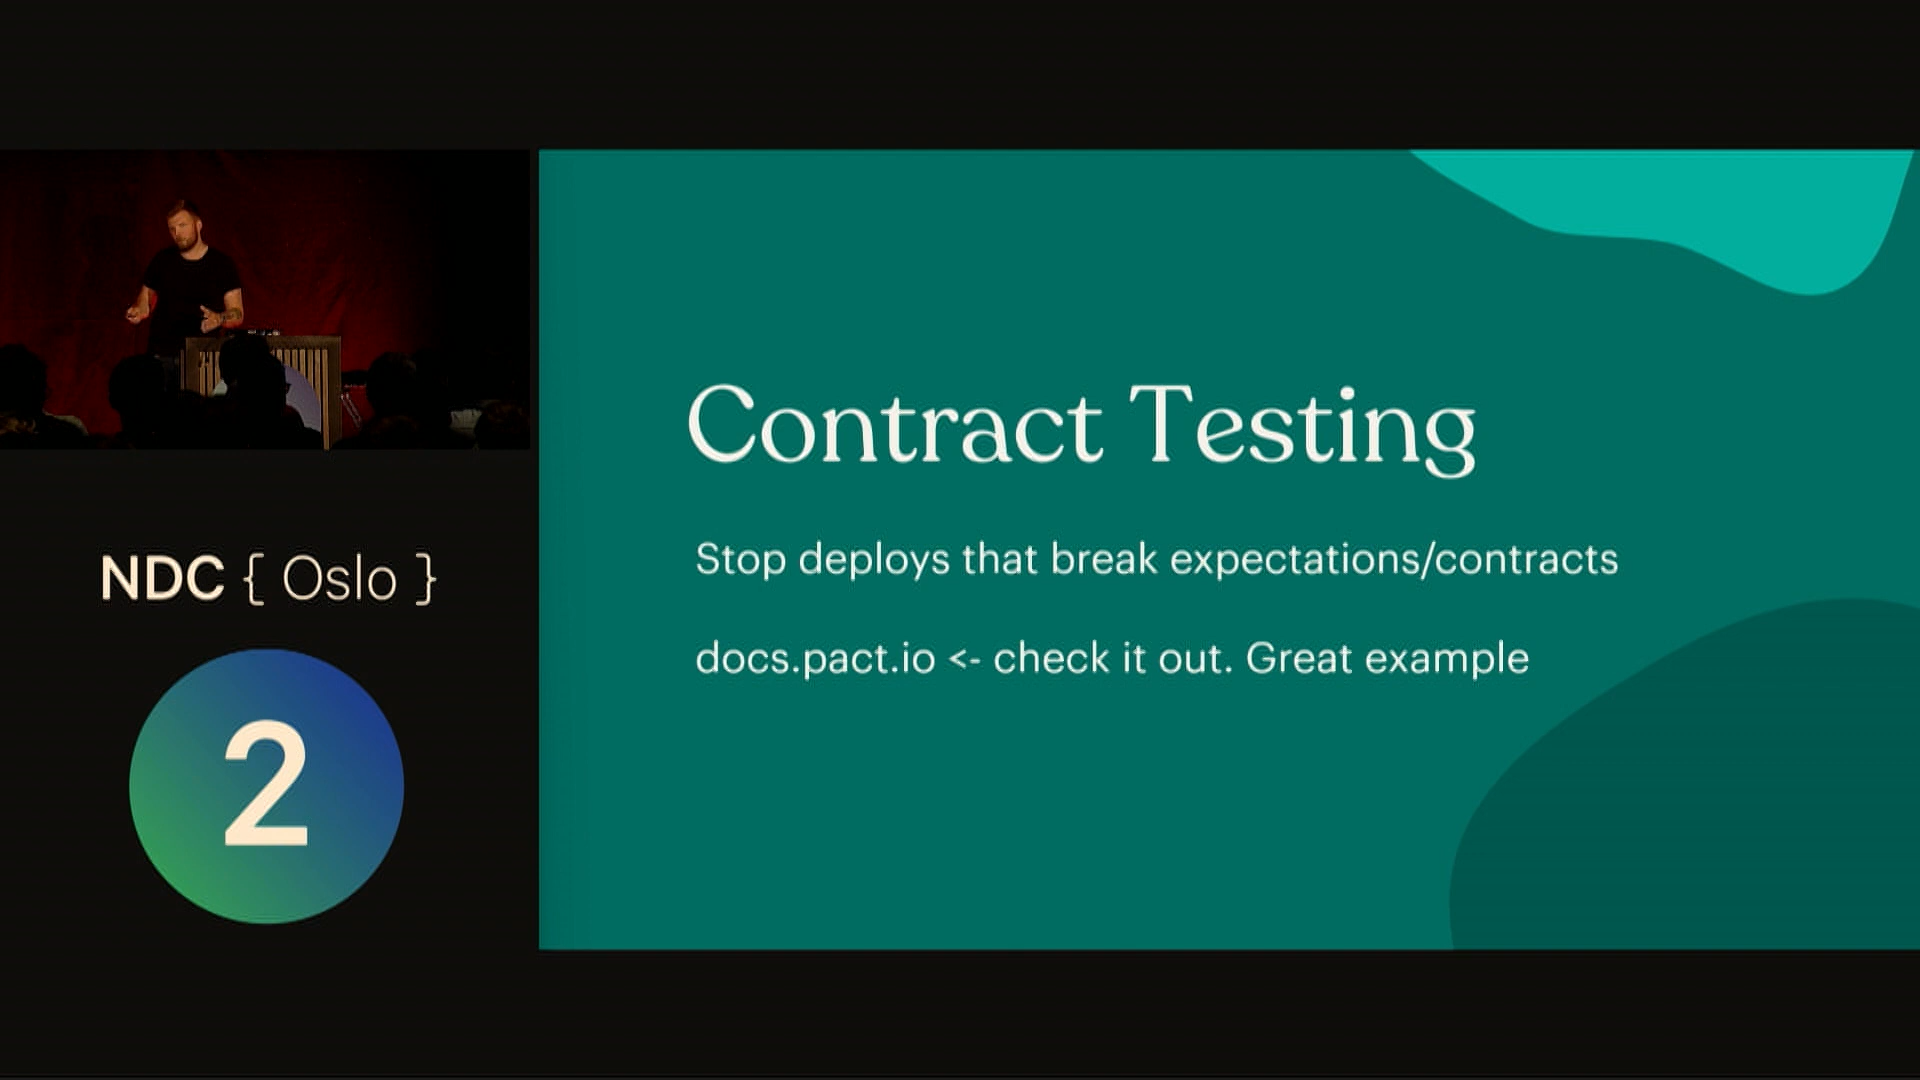 NDC { Oslo }
2
Contract Testing
Stop deploys that break expectations/contracts
docs.pact.io <- check it out. Great example